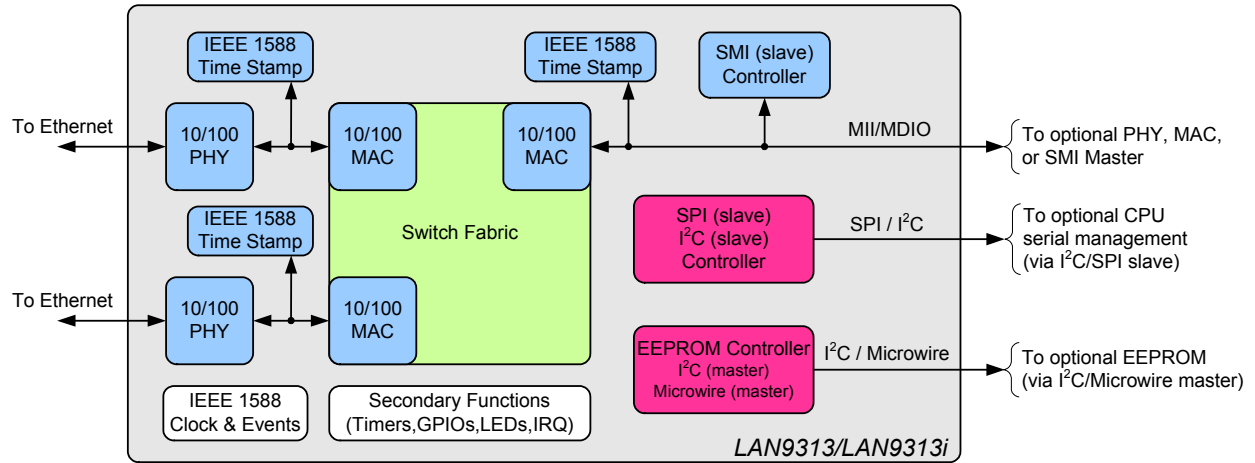 IEEE 1588
Time Stamp
IEEE 1588
Time Stamp
SMI (slave)
Controller
To Ethernet
10/100
PHY
10/100
MAC
10/100
MAC
MII/MDIO
To optional PHY, MAC,
or SMI Master
IEEE 1588
Time Stamp
Switch Fabric
SPI (slave)
I²C (slave)
Controller
SPI / I²C
To optional CPU
serial management
(via I²C/SPI slave)
To Ethernet
10/100
PHY
10/100
MAC
EEPROM Controller
I²C (master)
Microwire (master)
I²C / Microwire
To optional EEPROM
(via I²C/Microwire master)
IEEE 1588
Clock & Events
Secondary Functions
(Timers,GPIOs,LEDs,IRQ)
LAN9313/LAN9313i